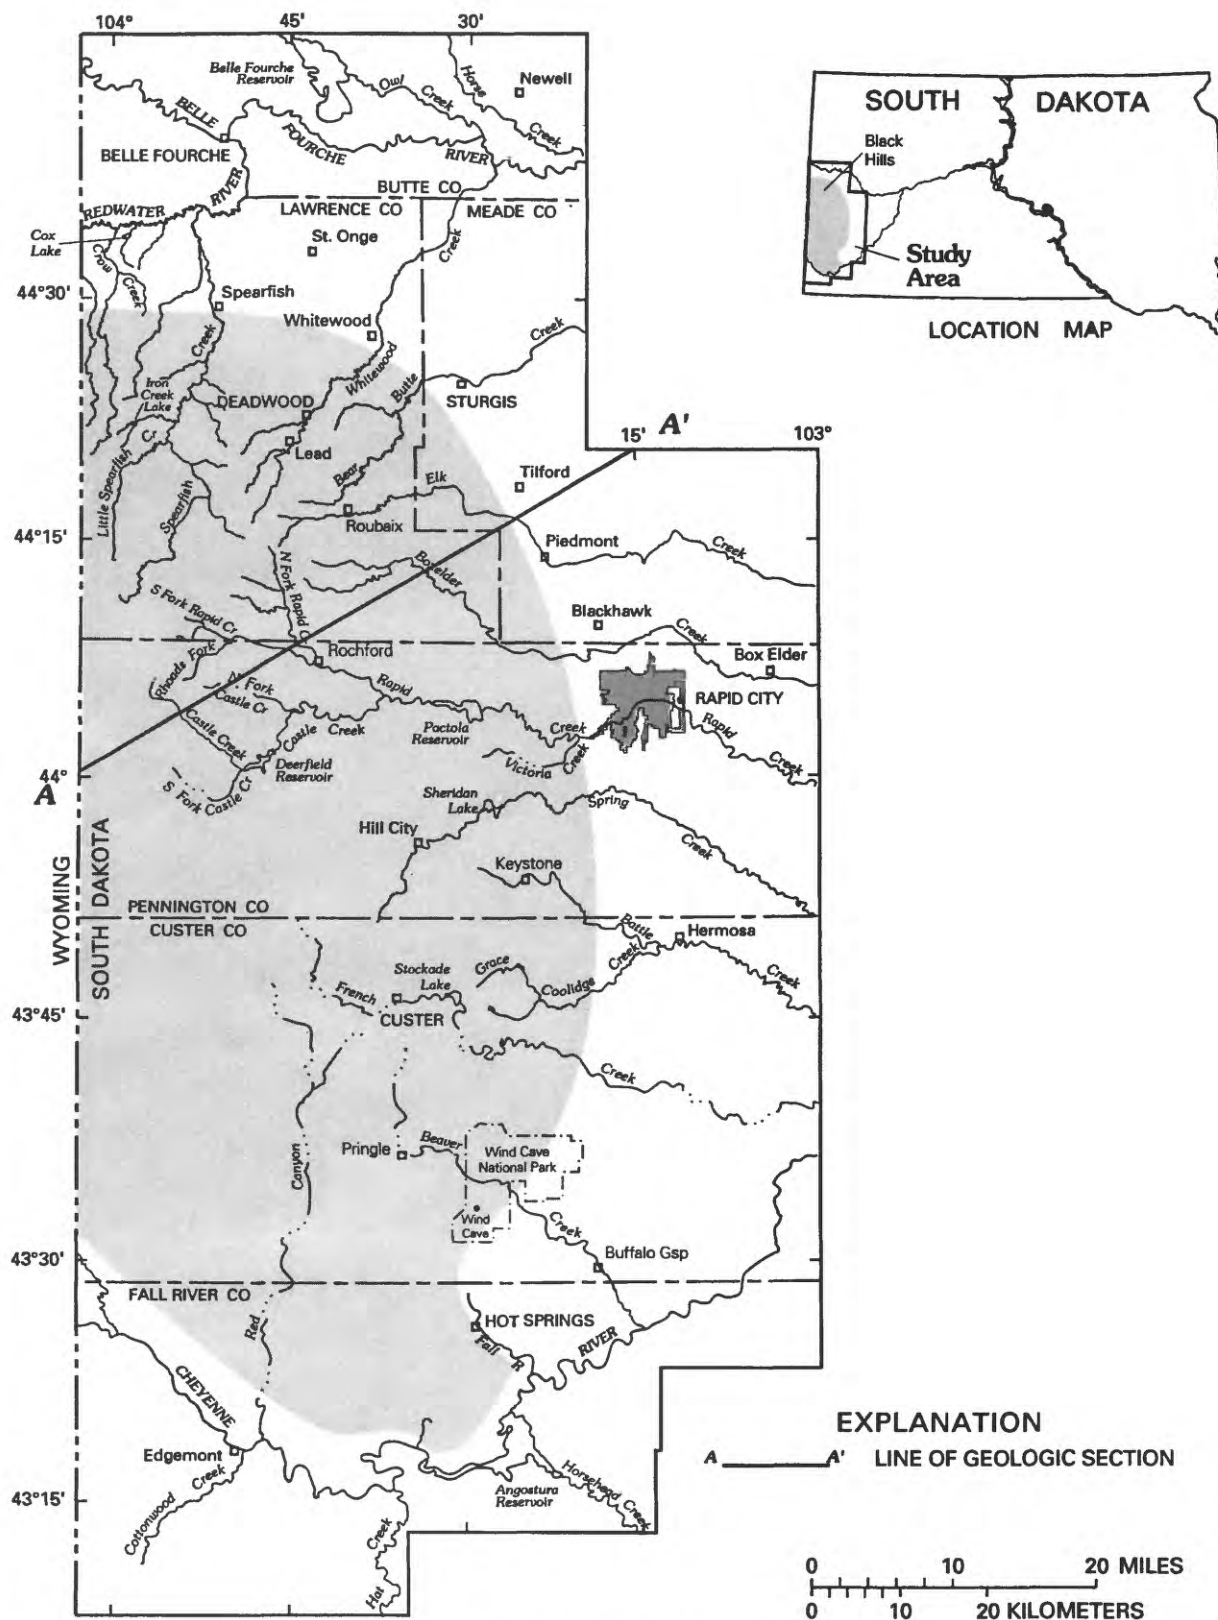 104°
45'
30'
Belle Fourche
Reservoir
Owl
Creek
Horse
Creek
Newell
BELLE
FOURCHE
RIVER
BELLE FOURCHE
RIVER
REDWATER
BUTTE CO
LAWRENCE CO
MEADE CO
Cox
Lake
Crow
Creek
St. Onge
Creek
44°30'
Spearfish
Whitewood
Creek
Creek
Whitewood
Butte
Iron
Creek
Lake
DEADWOOD
STURGIS
Cr
Lead
Little Spearfish
Spearfish
Bear
Elk
A'
15'
103°
Tilford
Roubaix
44°15'
Piedmont
Creek
N Fork Rapid Cr
Boxelder
S Fork Rapid Cr
Blackhawk
Creek
Box Elder
Rhoads Fork
Rochford
N Fork
Castle Cr
Rapid
RAPID CITY
Rapid
Creek
Castle Creek
Castle
Creek
Pactola
Reservoir
Creek
Victoria
Creek
Deerfield
Reservoir
44°
A
S Fork Castle Cr
Sheridan
Lake
Spring
Hill City
Creek
Keystone
WYOMING
SOUTH DAKOTA
PENNINGTON CO
CUSTER CO
Battle
Hermosa
Creek
Grace
Coolidge
Creek
Stockade
Lake
French
CUSTER
43°45'
Creek
Canyon
Pringle
Beaver
Wind Cave
National Park
Wind
Cave
Creek
Buffalo Gsp
43°30'
FALL RIVER CO
Red
HOT SPRINGS
Fall R
RIVER
CHEYENNE
Edgemont
Cottonwood Creek
Angostura
Reservoir
Horsehead Creek
43°15'
Hat
Creek
SOUTH DAKOTA
Black
Hills
Study
Area
LOCATION MAP
EXPLANATION
A A' LINE OF GEOLOGIC SECTION
0 10 20 MILES
0 10 20 KILOMETERS